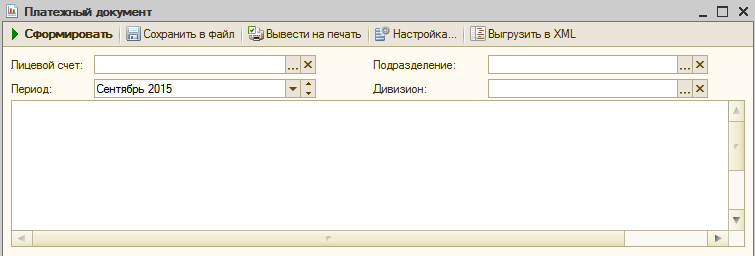 Платежный документ
Сформировать Сохранить в файл Вывести на печать Настройка... Выгрузить в XML
Лицевой счет: ... Подразделение: ...
Период: Сентябрь 2015 Дивизион: ...